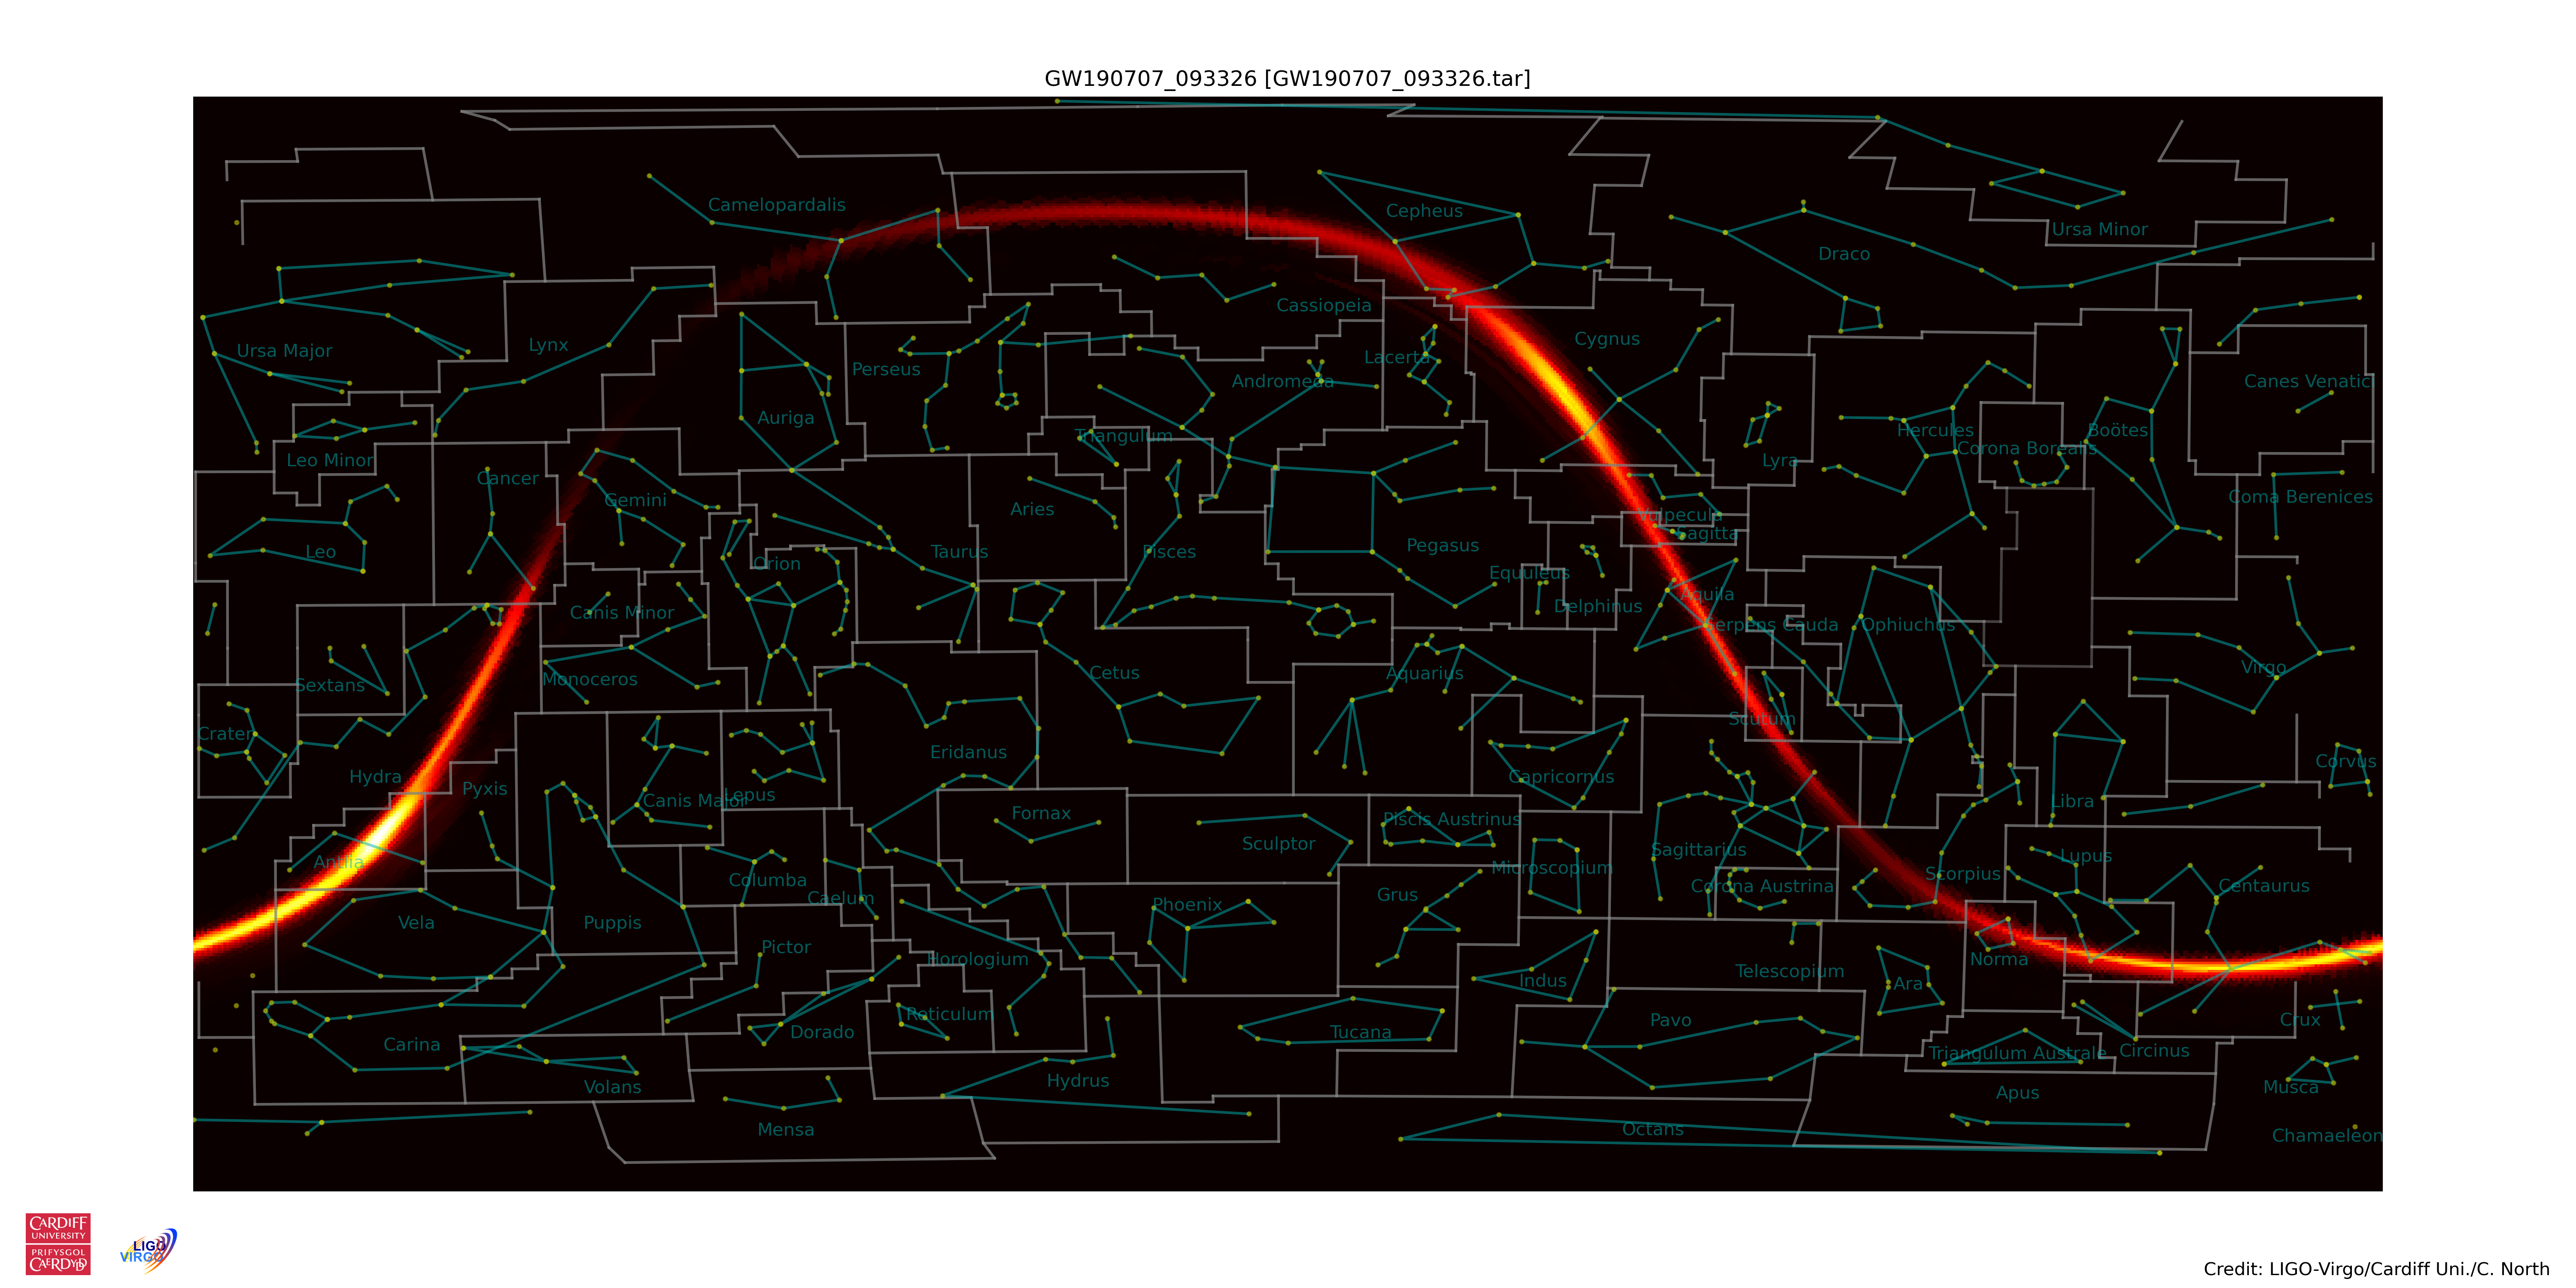 GW190707_093326 [GW190707_093326.tar]
Camelopardalis
Cepheus
Ursa Minor
Draco
Cassiopeia
Ursa Major
Lynx
Cygnus
Perseus
Lacerta
Andromeda
Canes Venatici
Auriga
Triangulum
Hercules
Boötes
Corona Borealis
Leo Minor
Lyra
Cancer
Gemini
Coma Berenices
Aries
Vulpecula
Sagitta
Leo
Orion
Taurus
Pisces
Pegasus
Equuleus
Delphinus
Aquila
Canis Minor
Serpens Cauda
Ophiuchus
Sextans
Monoceros
Cetus
Aquarius
Virgo
Crater
Scutum
Hydra
Pyxis
Eridanus
Capricornus
Corvus
Canis Major
Lepus
Libra
Fornax
Piscis Austrinus
Antlia
Sculptor
Sagittarius
Lupus
Columba
Microscopium
Corona Austrina
Scorpius
Centaurus
Caelum
Vela
Puppis
Phoenix
Grus
Pictor
Horologium
Indus
Telescopium
Norma
Ara
Reticulum
Carina
Dorado
Tucana
Pavo
Crux
Triangulum Australe
Circinus
Volans
Hydrus
Apus
Musca
Mensa
Octans
Chamaeleon
CARDIFF
UNIVERSITY
PRIFYSGOL
CAERDYDD
LIGO
VIRGO
Credit: LIGO-Virgo/Cardiff Uni./C. North